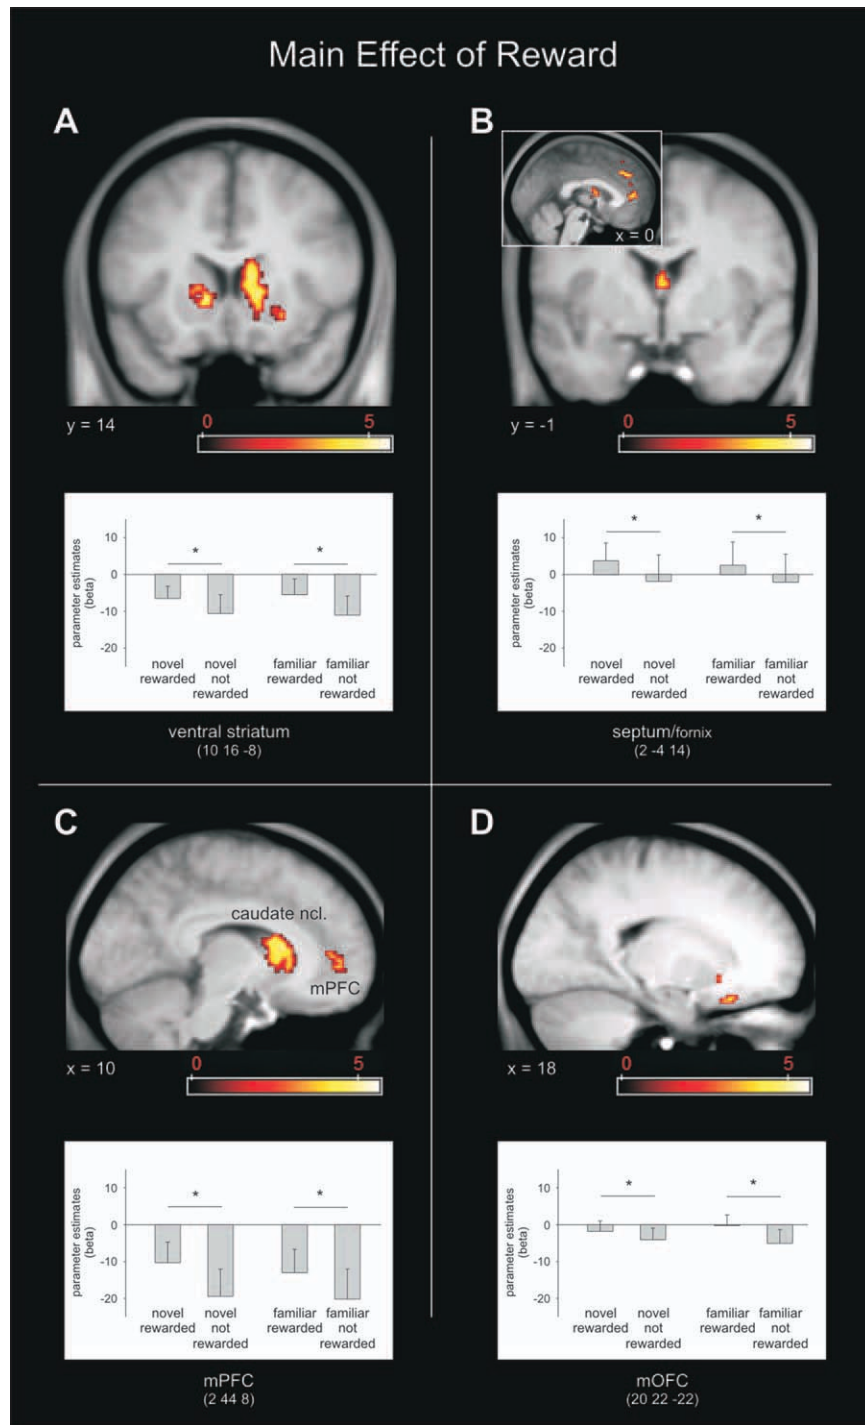 Main Effect of Reward
A
y = 14
0 5
parameter estimates
(beta)
10
0
-10
-20
*
*
novel
rewarded
novel
not
rewarded
familiar
rewarded
familiar
not
rewarded
ventral striatum
(10 16 -8)
B
x = 0
y = -1
0 5
parameter estimates
(beta)
10
0
-10
-20
*
*
novel
rewarded
novel
not
rewarded
familiar
rewarded
familiar
not
rewarded
septum/fornix
(2 -4 14)
C
caudate ncl.
mPFC
x = 10
0 5
parameter estimates
(beta)
10
0
-10
-20
*
*
novel
rewarded
novel
not
rewarded
familiar
rewarded
familiar
not
rewarded
mPFC
(2 44 8)
D
x = 18
0 5
parameter estimates
(beta)
10
0
-10
-20
*
*
novel
rewarded
novel
not
rewarded
familiar
rewarded
familiar
not
rewarded
mOFC
(20 22 -22)